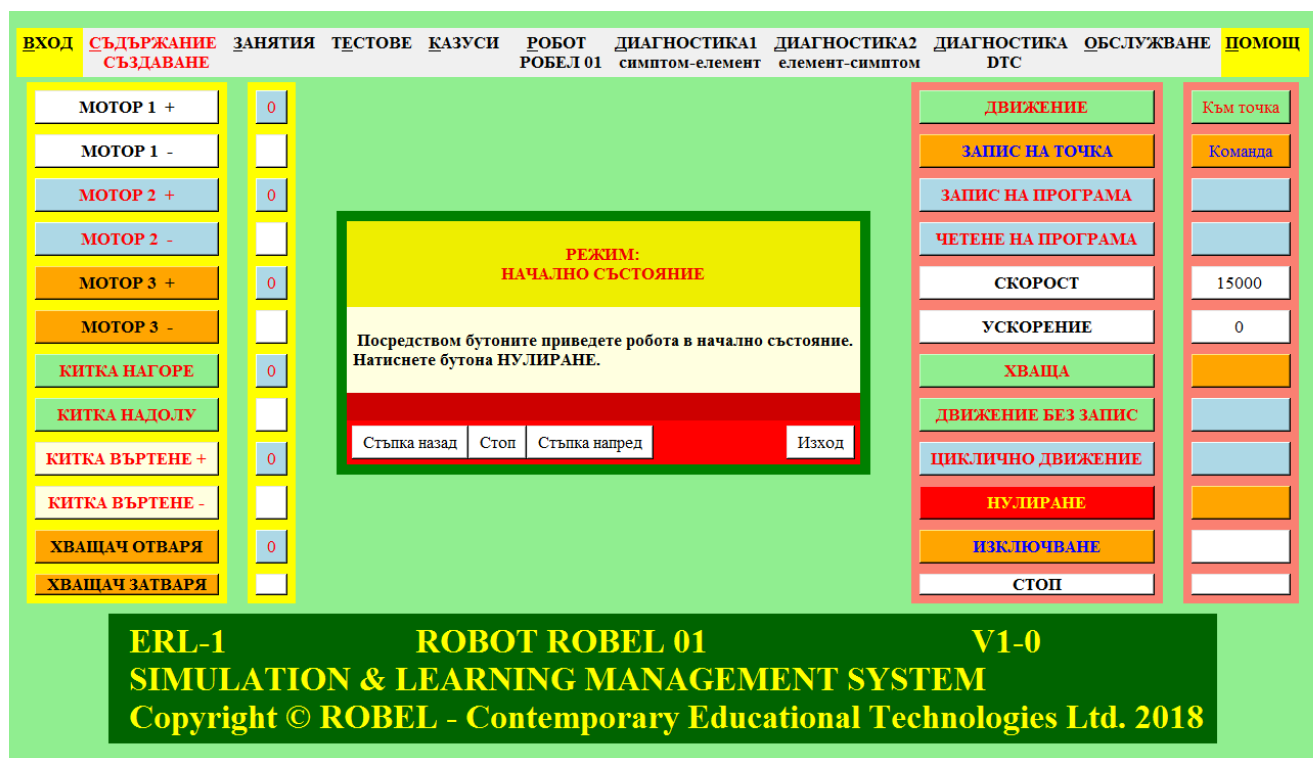 ВХОД СЪДЪРЖАНИЕ ЗАНЯТИЯ ТЕСТОВЕ КАЗУСИ РОБОТ ДИАГНОСТИКА1 ДИАГНОСТИКА2 ДИАГНОСТИКА ОБСЛУЖВАНЕ ПОМОЩ
СЪЗДАВАНЕ РОБЕЛ 01 симптом-елемент елемент-симптом DTC
МОТОР 1 + 0
МОТОР 1 -
МОТОР 2 + 0
МОТОР 2 -
МОТОР 3 + 0
МОТОР 3 -
КИТКА НАГОРЕ 0
КИТКА НАДОЛУ
КИТКА ВЪРТЕНЕ + 0
КИТКА ВЪРТЕНЕ -
ХВАЩАЧ ОТВАРЯ 0
ХВАЩАЧ ЗАТВАРЯ
РЕЖИМ:
НАЧАЛНО СЪСТОЯНИЕ
Посредством бутоните приведете робота в начално състояние.
Натиснете бутона НУЛИРАНЕ.
Стъпка назад Стоп Стъпка напред Изход
ДВИЖЕНИЕ Към точка
ЗАПИС НА ТОЧКА Команда
ЗАПИС НА ПРОГРАМА
ЧЕТЕНЕ НА ПРОГРАМА
СКОРОСТ 15000
УСКОРЕНИЕ 0
ХВАЩА
ДВИЖЕНИЕ БЕЗ ЗАПИС
ЦИКЛИЧНО ДВИЖЕНИЕ
НУЛИРАНЕ
ИЗКЛЮЧВАНЕ
СТОП
ERL-1 ROBOT ROBEL 01 V1-0
SIMULATION & LEARNING MANAGEMENT SYSTEM
Copyright © ROBEL - Contemporary Educational Technologies Ltd. 2018